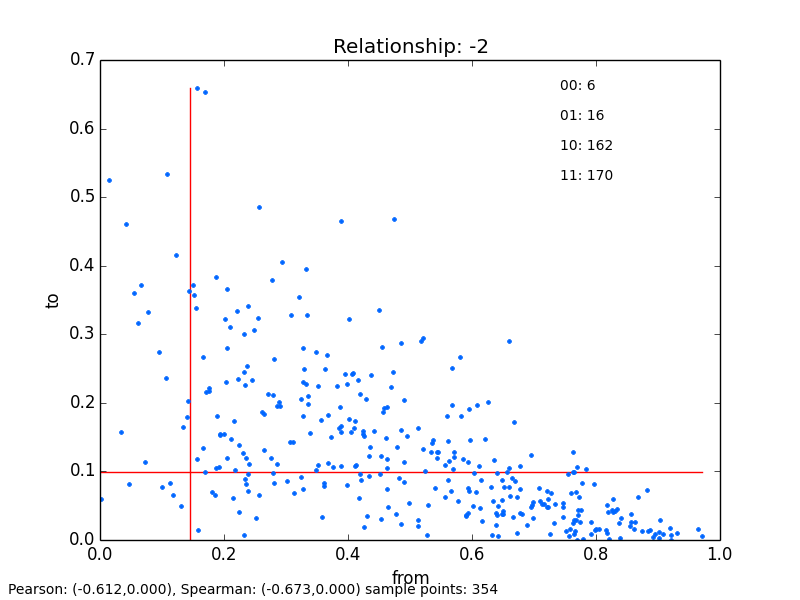 Relationship: -2
0.7
0.6
0.5
0.4
0.3
0.2
0.1
0.0
to
00: 6
01: 16
10: 162
11: 170
0.0 0.2 0.4 0.6 0.8 1.0
from
Pearson: (-0.612,0.000), Spearman: (-0.673,0.000) sample points: 354